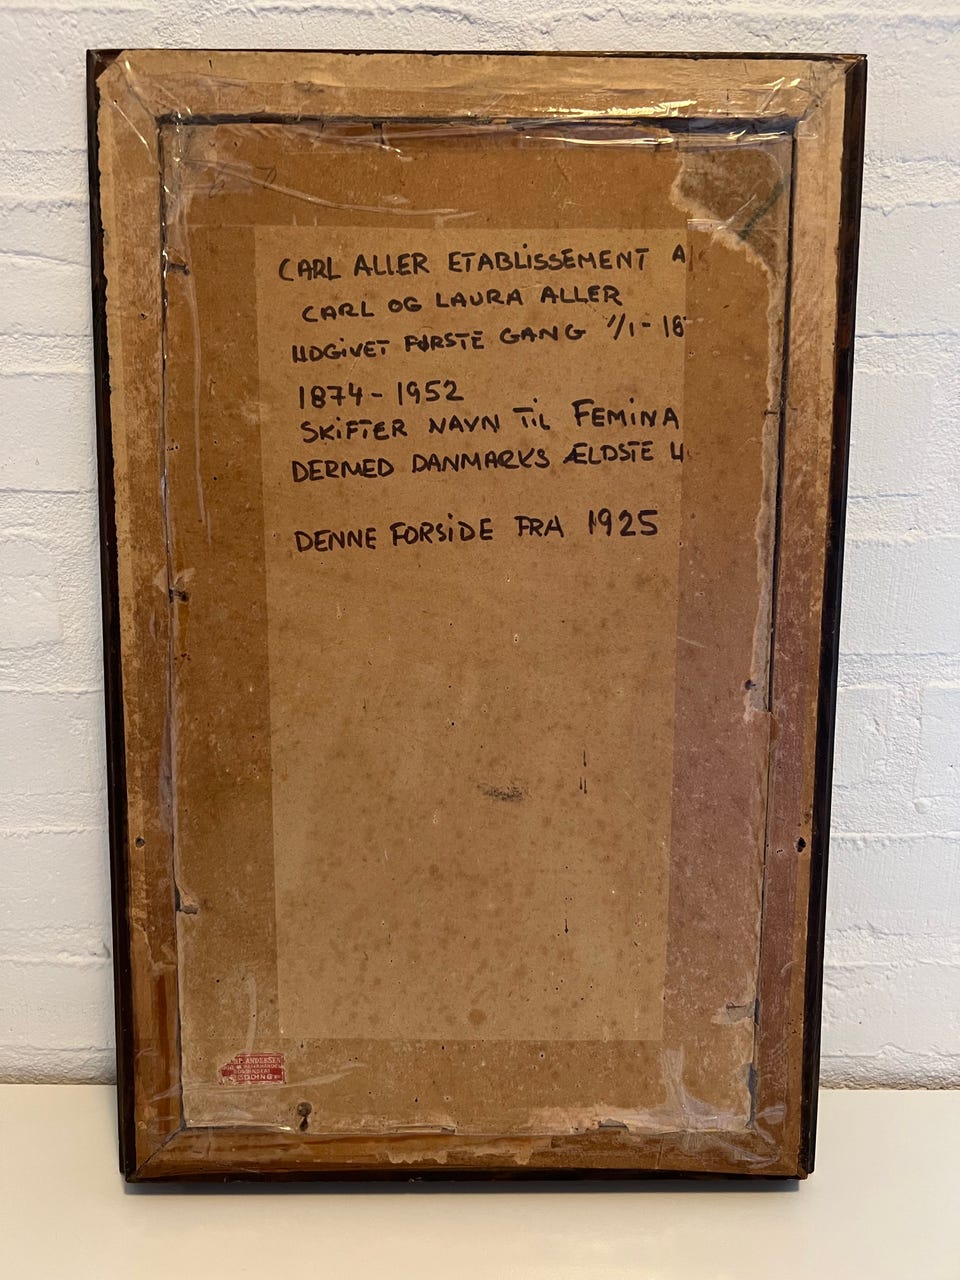 CARL ALLER ETABLISSEMENT A
CARL OG LAURA ALLER
UDGIVET FØRSTE GANG 1/1-18
1874-1952
SKIFTER NAVN TIL FEMINA
DERMED DANMARKS ÆLDSTE U
DENNE FORSIDE FRA 1925
P. ANDERSEN